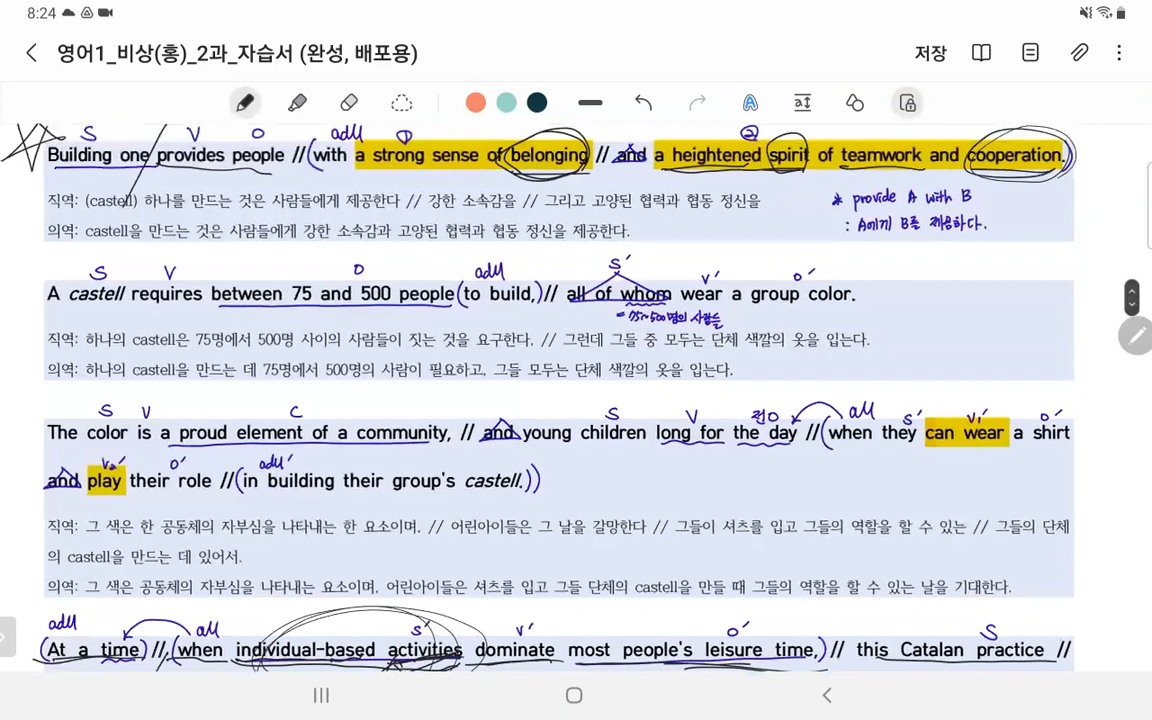 8:24
영어1_비상(홍)_2과_자습서 (완성, 배포용)
저장
S V O adU ① ②
Building one provides people // (with a strong sense of belonging // and a heightened spirit of teamwork and cooperation.)
직역: (castell) 하나를 만드는 것은 사람들에게 제공한다 // 강한 소속감을 // 그리고 고양된 협력과 협동 정신을
* provide A with B
의역: castell을 만드는 것은 사람들에게 강한 소속감과 고양된 협력과 협동 정신을 제공한다.
: A에게 B를 제공하다.
S V O adU S' V' O'
A castell requires between 75 and 500 people (to build,) // all of whom wear a group color.
= 75~500명의 사람들
직역: 하나의 castell은 75명에서 500명 사이의 사람들이 짓는 것을 요구한다. // 그런데 그들 중 모두는 단체 색깔의 옷을 입는다.
의역: 하나의 castell을 만드는 데 75명에서 500명의 사람이 필요하고, 그들 모두는 단체 색깔의 옷을 입는다.
S V C S V 전O all S' V₁' O'
The color is a proud element of a community, // and young children long for the day // (when they can wear a shirt
V₂' O' adU'
and play their role // (in building their group's castell.))
직역: 그 색은 한 공동체의 자부심을 나타내는 한 요소이며, // 어린아이들은 그 날을 갈망한다 // 그들이 셔츠를 입고 그들의 역할을 할 수 있는 // 그들의 단체
의 castell을 만드는 데 있어서.
의역: 그 색은 공동체의 자부심을 나타내는 요소이며, 어린아이들은 셔츠를 입고 그들 단체의 castell을 만들 때 그들의 역할을 할 수 있는 날을 기대한다.
adU all S' V' O' S
(At a time) //, (when individual-based activities dominate most people's leisure time,) // this Catalan practice //